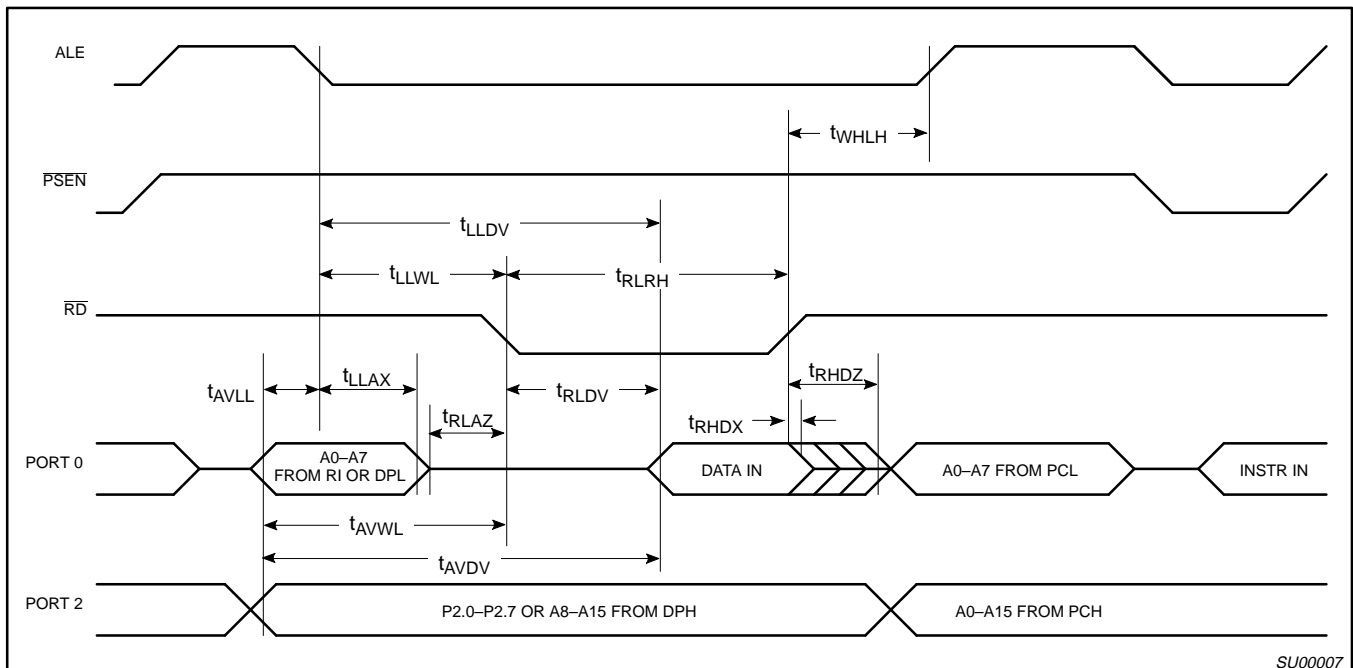 ALE
tWHLH
PSEN
tLLDV
tLLWL
tRLRH
RD
tAVLL
tLLAX
tRLAZ
tRLDV
tRHDZ
tRHDX
PORT 0
A0–A7
FROM RI OR DPL
DATA IN
A0–A7 FROM PCL
INSTR IN
tAVWL
tAVDV
PORT 2
P2.0–P2.7 OR A8–A15 FROM DPH
A0–A15 FROM PCH
SU00007